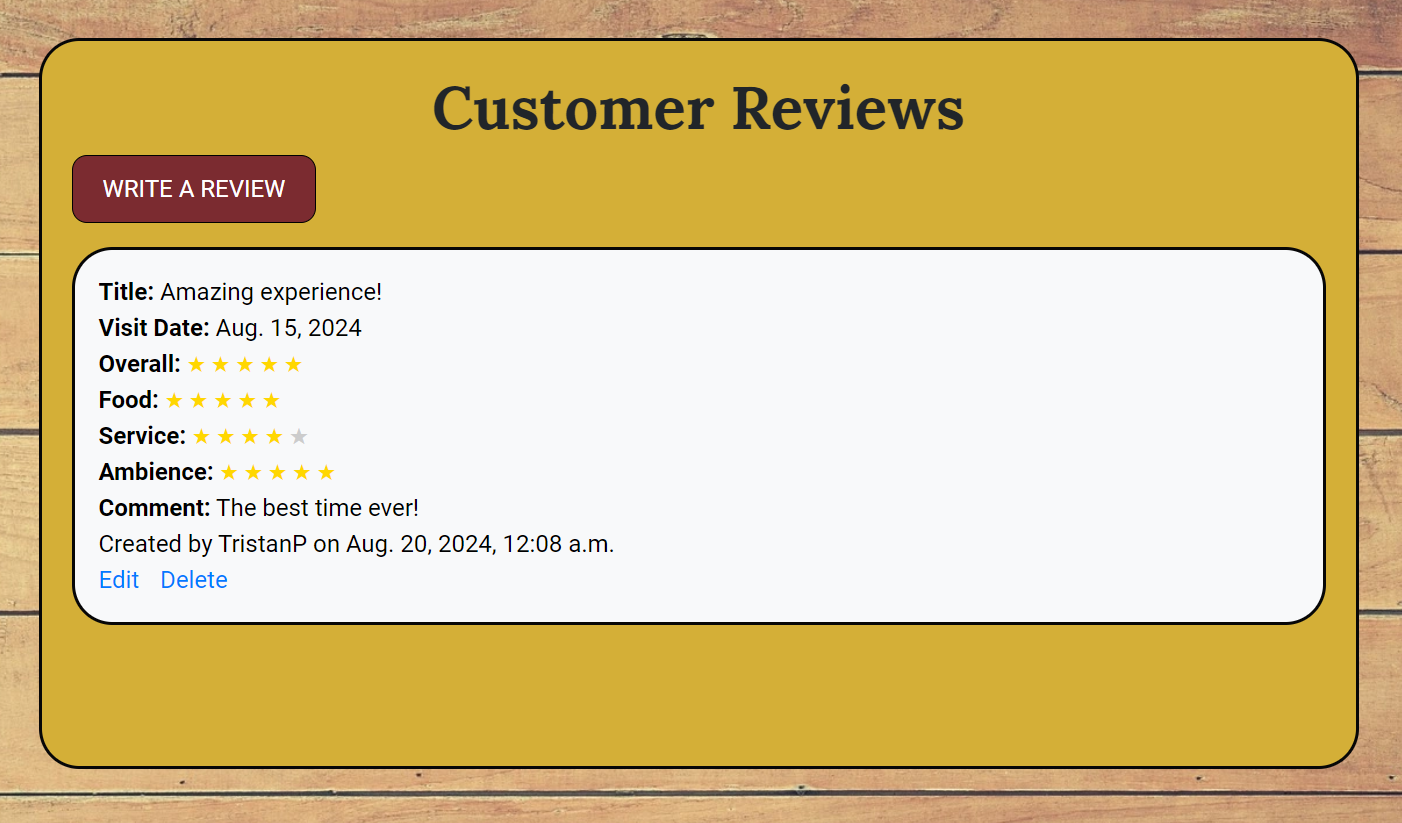 Customer Reviews
WRITE A REVIEW
Title: Amazing experience!
Visit Date: Aug. 15, 2024
Overall: ★ ★ ★ ★ ★
Food: ★ ★ ★ ★ ★
Service: ★ ★ ★ ★ ★
Ambience: ★ ★ ★ ★ ★
Comment: The best time ever!
Created by TristanP on Aug. 20, 2024, 12:08 a.m.
Edit Delete